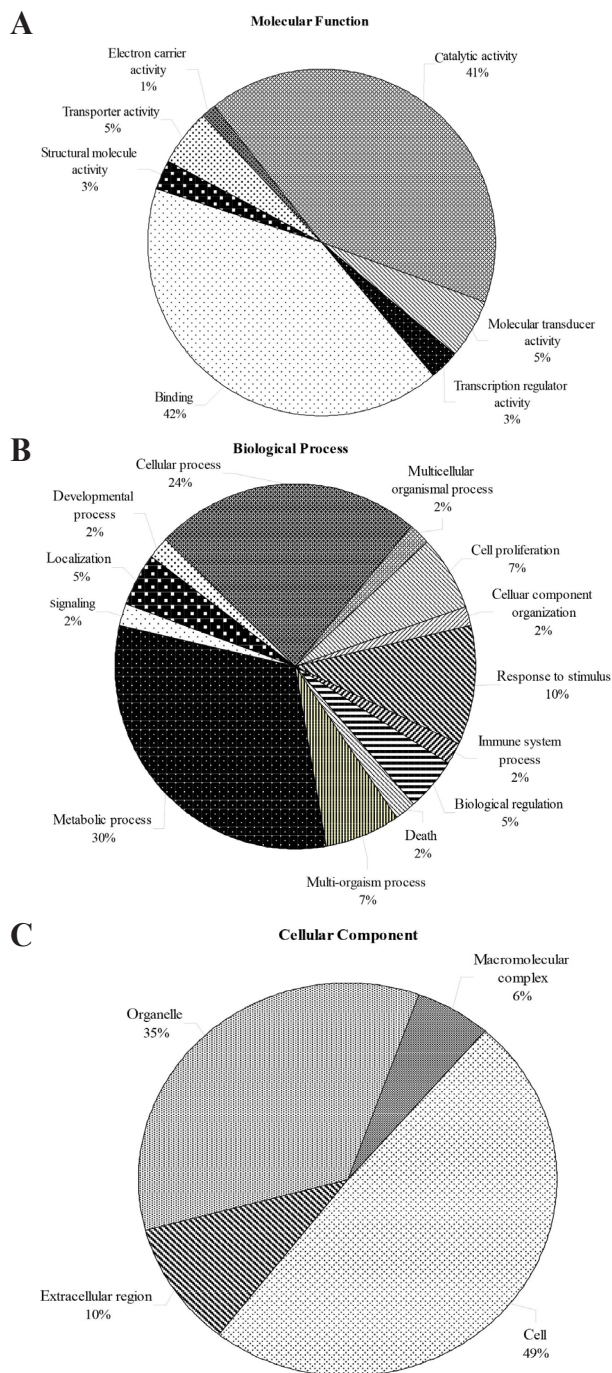 A
Molecular Function
Electron carrier
activity
1%
Catalytic activity
41%
Transporter activity
5%
Structural molecule
activity
3%
Molecular transducer
activity
5%
Transcription regulator
activity
3%
Binding
42%
B
Biological Process
Cellular process
24%
Multicellular
organismal process
2%
Developmental
process
2%
Cell proliferation
7%
Localization
5%
Celluar component
organization
2%
Signaling
2%
Response to stimulus
10%
Immune system
process
2%
Biological regulation
5%
Metabolic process
30%
Death
2%
Multi-orgaism process
7%
C
Cellular Component
Macromolecular
complex
6%
Organelle
35%
Extracellular region
10%
Cell
49%